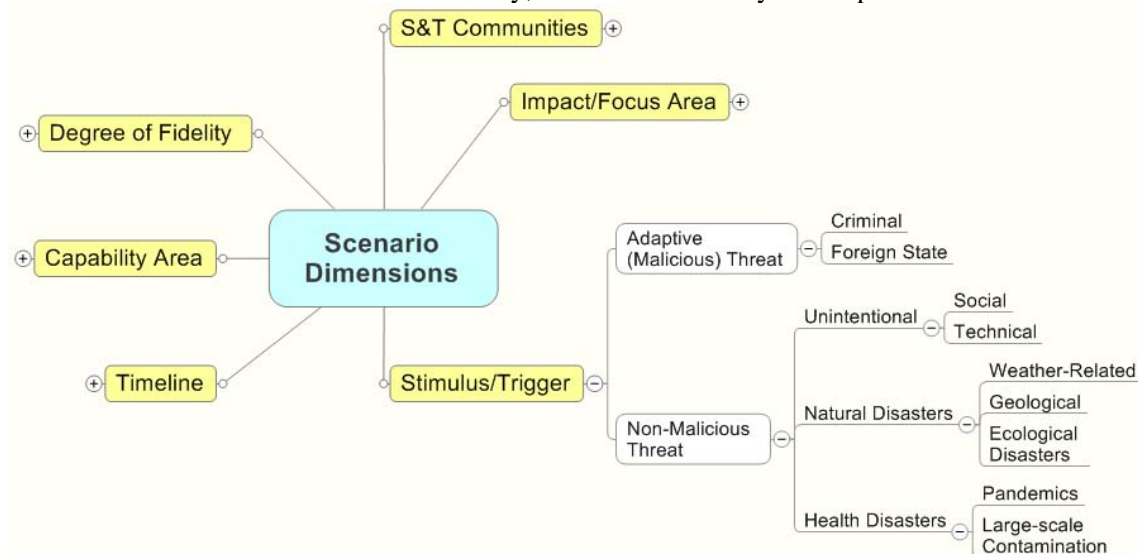 S&T Communities
Impact/Focus Area
Degree of Fidelity
Scenario
Dimensions
Capability Area
Timeline
Stimulus/Trigger
Adaptive
(Malicious) Threat
Criminal
Foreign State
Non-Malicious
Threat
Unintentional
Social
Technical
Natural Disasters
Weather-Related
Geological
Ecological
Disasters
Health Disasters
Pandemics
Large-scale
Contamination